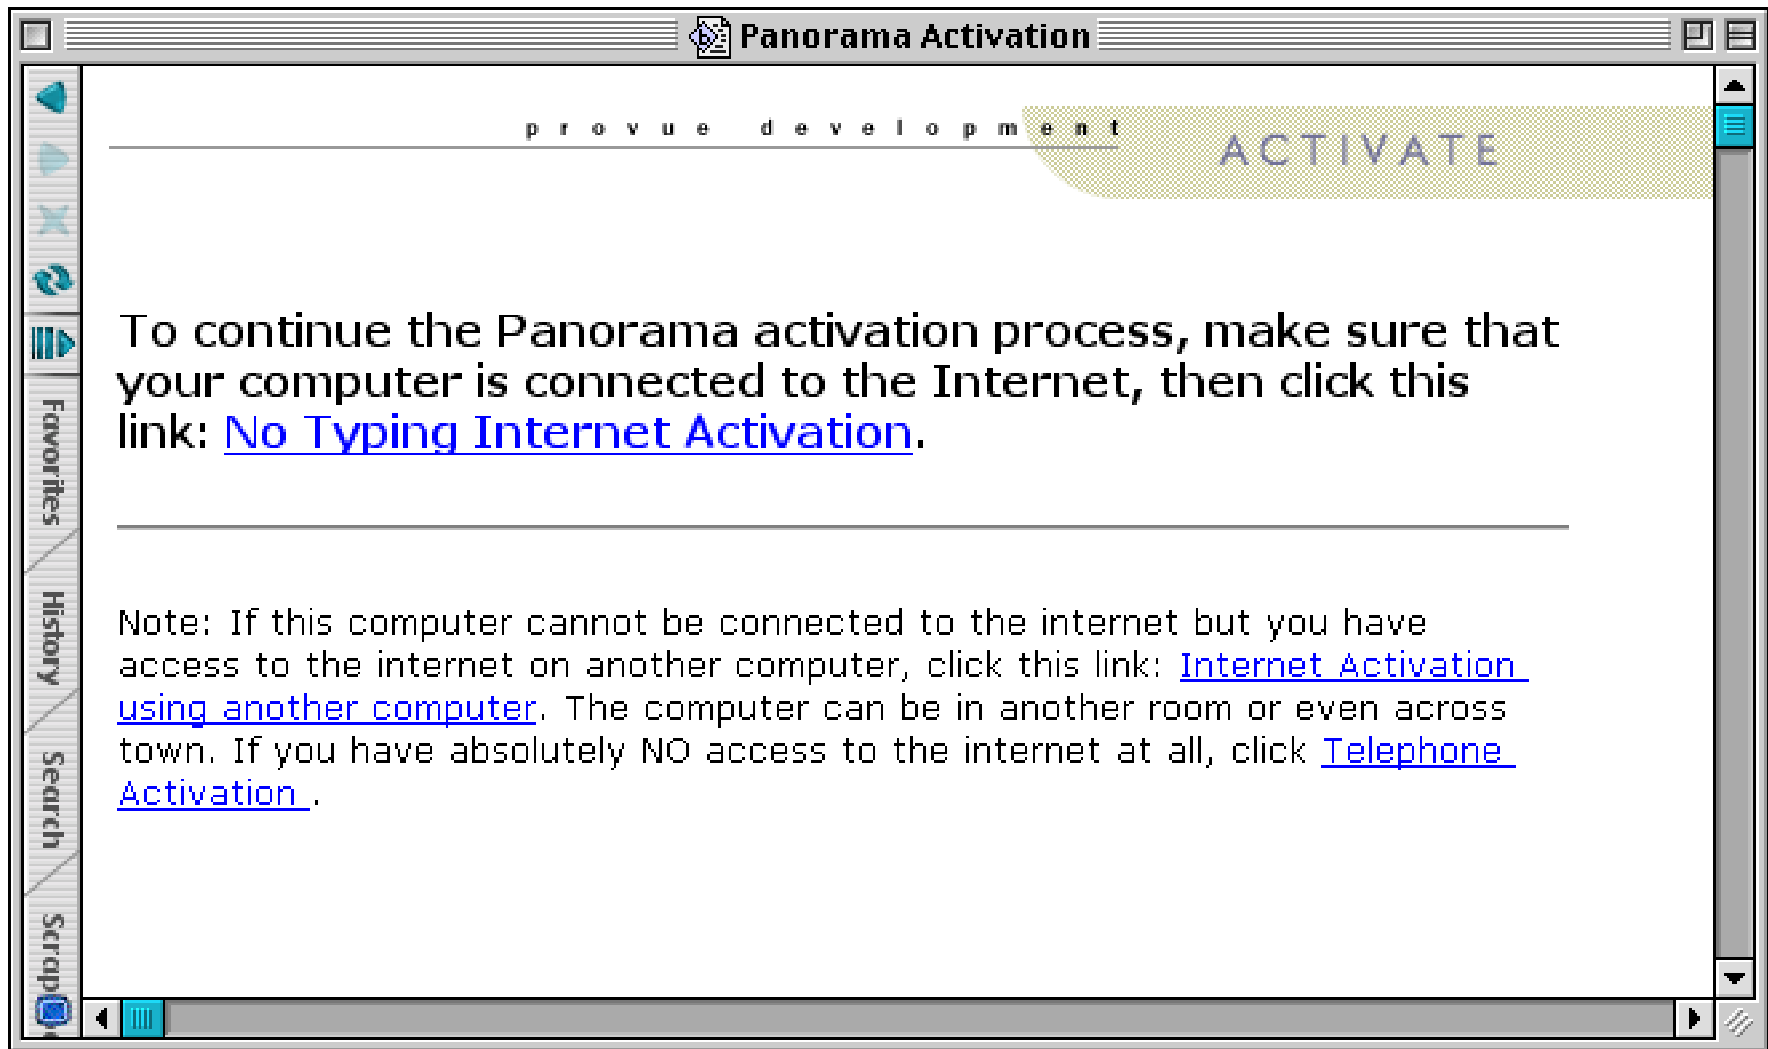 Panorama Activation
provue development
ACTIVATE
To continue the Panorama activation process, make sure that
your computer is connected to the Internet, then click this
link: No Typing Internet Activation.
Note: If this computer cannot be connected to the internet but you have
access to the internet on another computer, click this link: Internet Activation
using another computer. The computer can be in another room or even across
town. If you have absolutely NO access to the internet at all, click Telephone
Activation .
Favorites
History
Search
Scrap